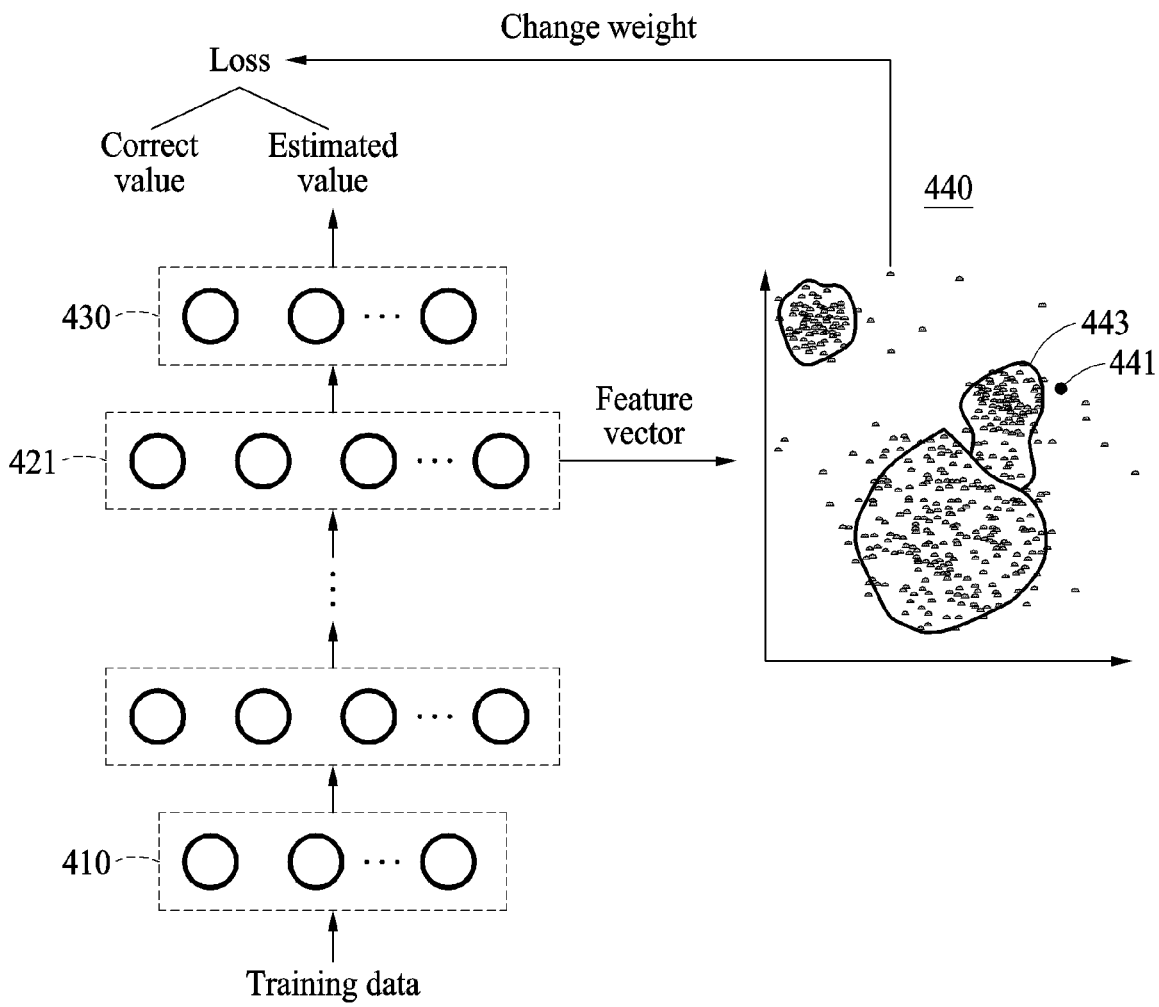 Change weight
Loss
Correct
value
Estimated
value
440
430
443
441
Feature
vector
421
410
Training data